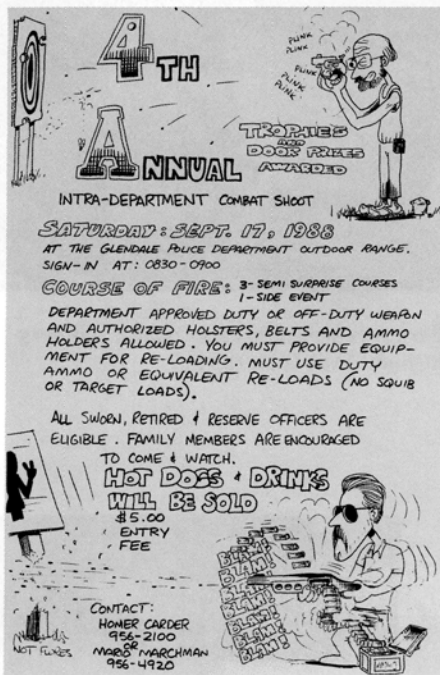 4TH
PLINK
PLINK
PLINK
PLINK
PLINK
ANNUAL
TROPHIES
AND
DOOR PRIZES
AWARDED
INTRA-DEPARTMENT COMBAT SHOOT
SATURDAY: SEPT. 17, 1988
AT THE GLENDALE POLICE DEPARTMENT OUTDOOR RANGE.
SIGN-IN AT: 0830-0900
COURSE OF FIRE: 3- SEMI SURPRISE COURSES
1- SIDE EVENT
DEPARTMENT APPROVED DUTY OR OFF-DUTY WEAPON
AND AUTHORIZED HOLSTERS, BELTS AND AMMO
HOLDERS ALLOWED. YOU MUST PROVIDE EQUIP-
MENT FOR RE-LOADING. MUST USE DUTY
AMMO OR EQUIVALENT RE-LOADS (NO SQUIB
OR TARGET LOADS).
ALL SWORN, RETIRED & RESERVE OFFICERS ARE
ELIGIBLE. FAMILY MEMBERS ARE ENCOURAGED
TO COME & WATCH.
HOT DOGS & DRINKS
WILL BE SOLD
$5.00
ENTRY
FEE
BLAM!
BLAM!
BLAM!
BLAM!
BLAM!
BLAM!
BLAM!
BLAM!
CONTACT:
HOMER CARDER
956-2100
OR
MARIO MARCHMAN
956-4920
NOT FLIXES